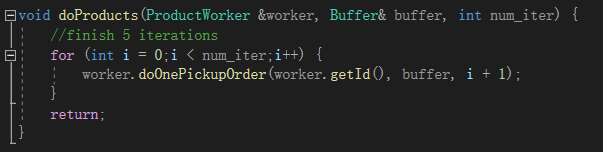 void doProducts(ProductWorker &worker, Buffer& buffer, int num_iter) {
//finish 5 iterations
for (int i = 0;i < num_iter;i++) {
worker.doOnePickupOrder(worker.getId(), buffer, i + 1);
}
return;
}